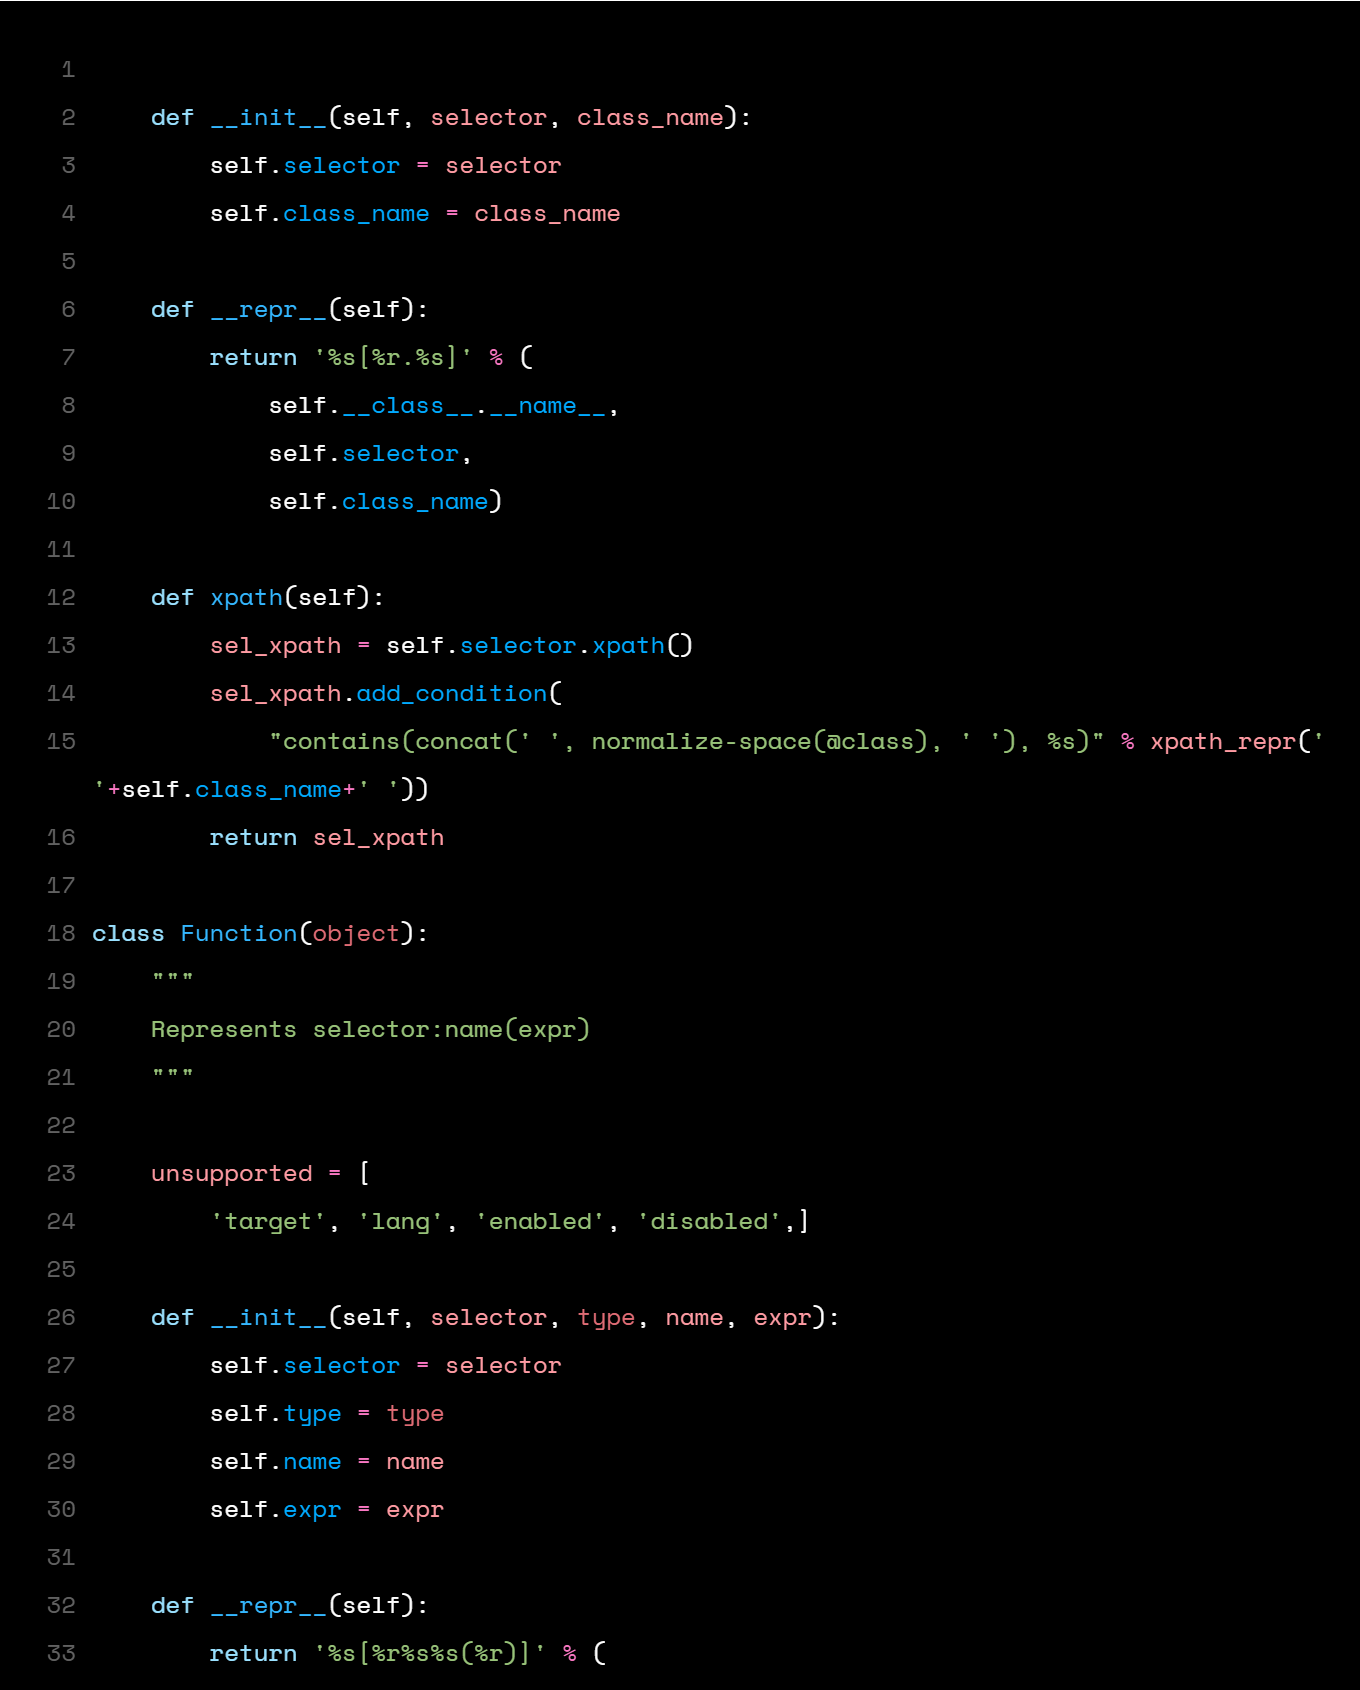 1
2     def __init__(self, selector, class_name):
3         self.selector = selector
4         self.class_name = class_name
5
6     def __repr__(self):
7         return '%s[%r.%s]' % (
8             self.__class__.__name__,
9             self.selector,
10             self.class_name)
11
12     def xpath(self):
13         sel_xpath = self.selector.xpath()
14         sel_xpath.add_condition(
15             "contains(concat(' ', normalize-space(@class), ' '), %s)" % xpath_repr('
'+self.class_name+' '))
16         return sel_xpath
17
18 class Function(object):
19     """
20     Represents selector:name(expr)
21     """
22
23     unsupported = [
24         'target', 'lang', 'enabled', 'disabled',]
25
26     def __init__(self, selector, type, name, expr):
27         self.selector = selector
28         self.type = type
29         self.name = name
30         self.expr = expr
31
32     def __repr__(self):
33         return '%s[%r%s%s(%r)]' % (